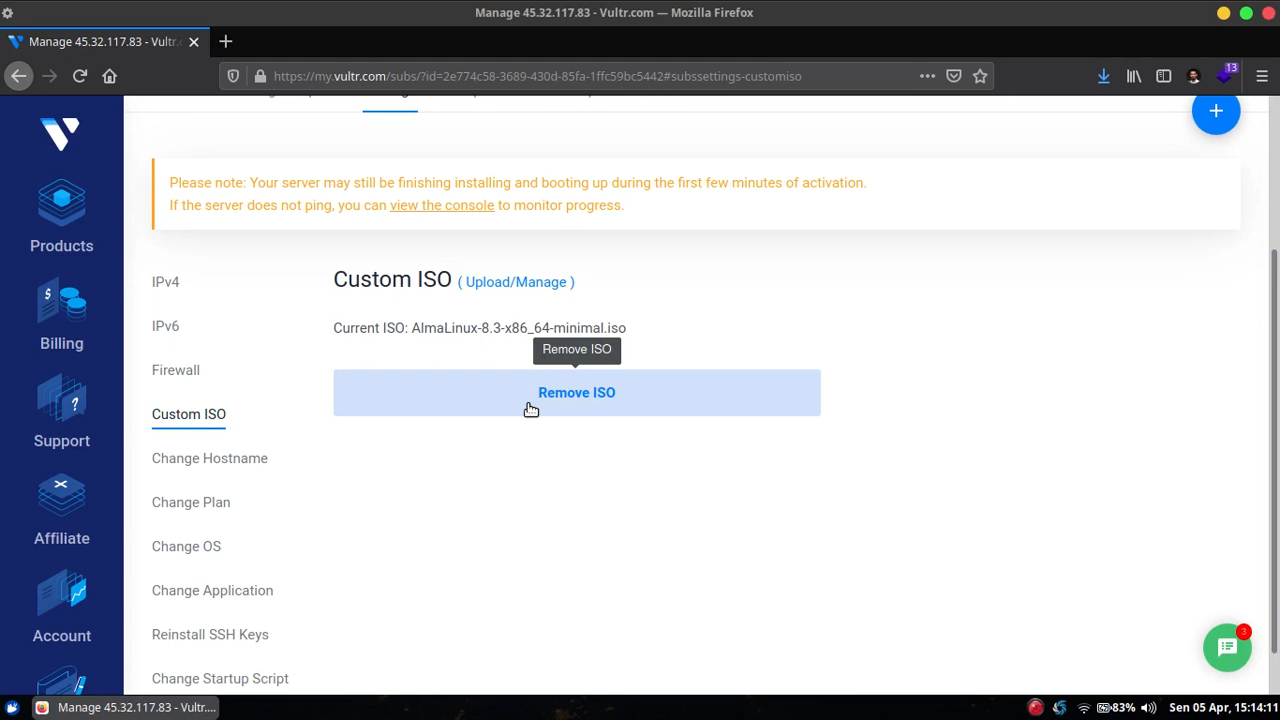 Manage 45.32.117.83 - Vultr.com — Mozilla Firefox
Manage 45.32.117.83 - Vultr.c
https://my.vultr.com/subs/?id=2e774c58-3689-430d-85fa-1ffc59bc5442#subssettings-customiso
13
Please note: Your server may still be finishing installing and booting up during the first few minutes of activation.
If the server does not ping, you can view the console to monitor progress.
Products
Billing
Support
Affiliate
Account
IPv4
IPv6
Firewall
Custom ISO
Change Hostname
Change Plan
Change OS
Change Application
Reinstall SSH Keys
Change Startup Script
Custom ISO ( Upload/Manage )
Current ISO: AlmaLinux-8.3-x86_64-minimal.iso
Remove ISO
Remove ISO
3
Manage 45.32.117.83 - Vultr....
83%
Sen 05 Apr, 15:14:11